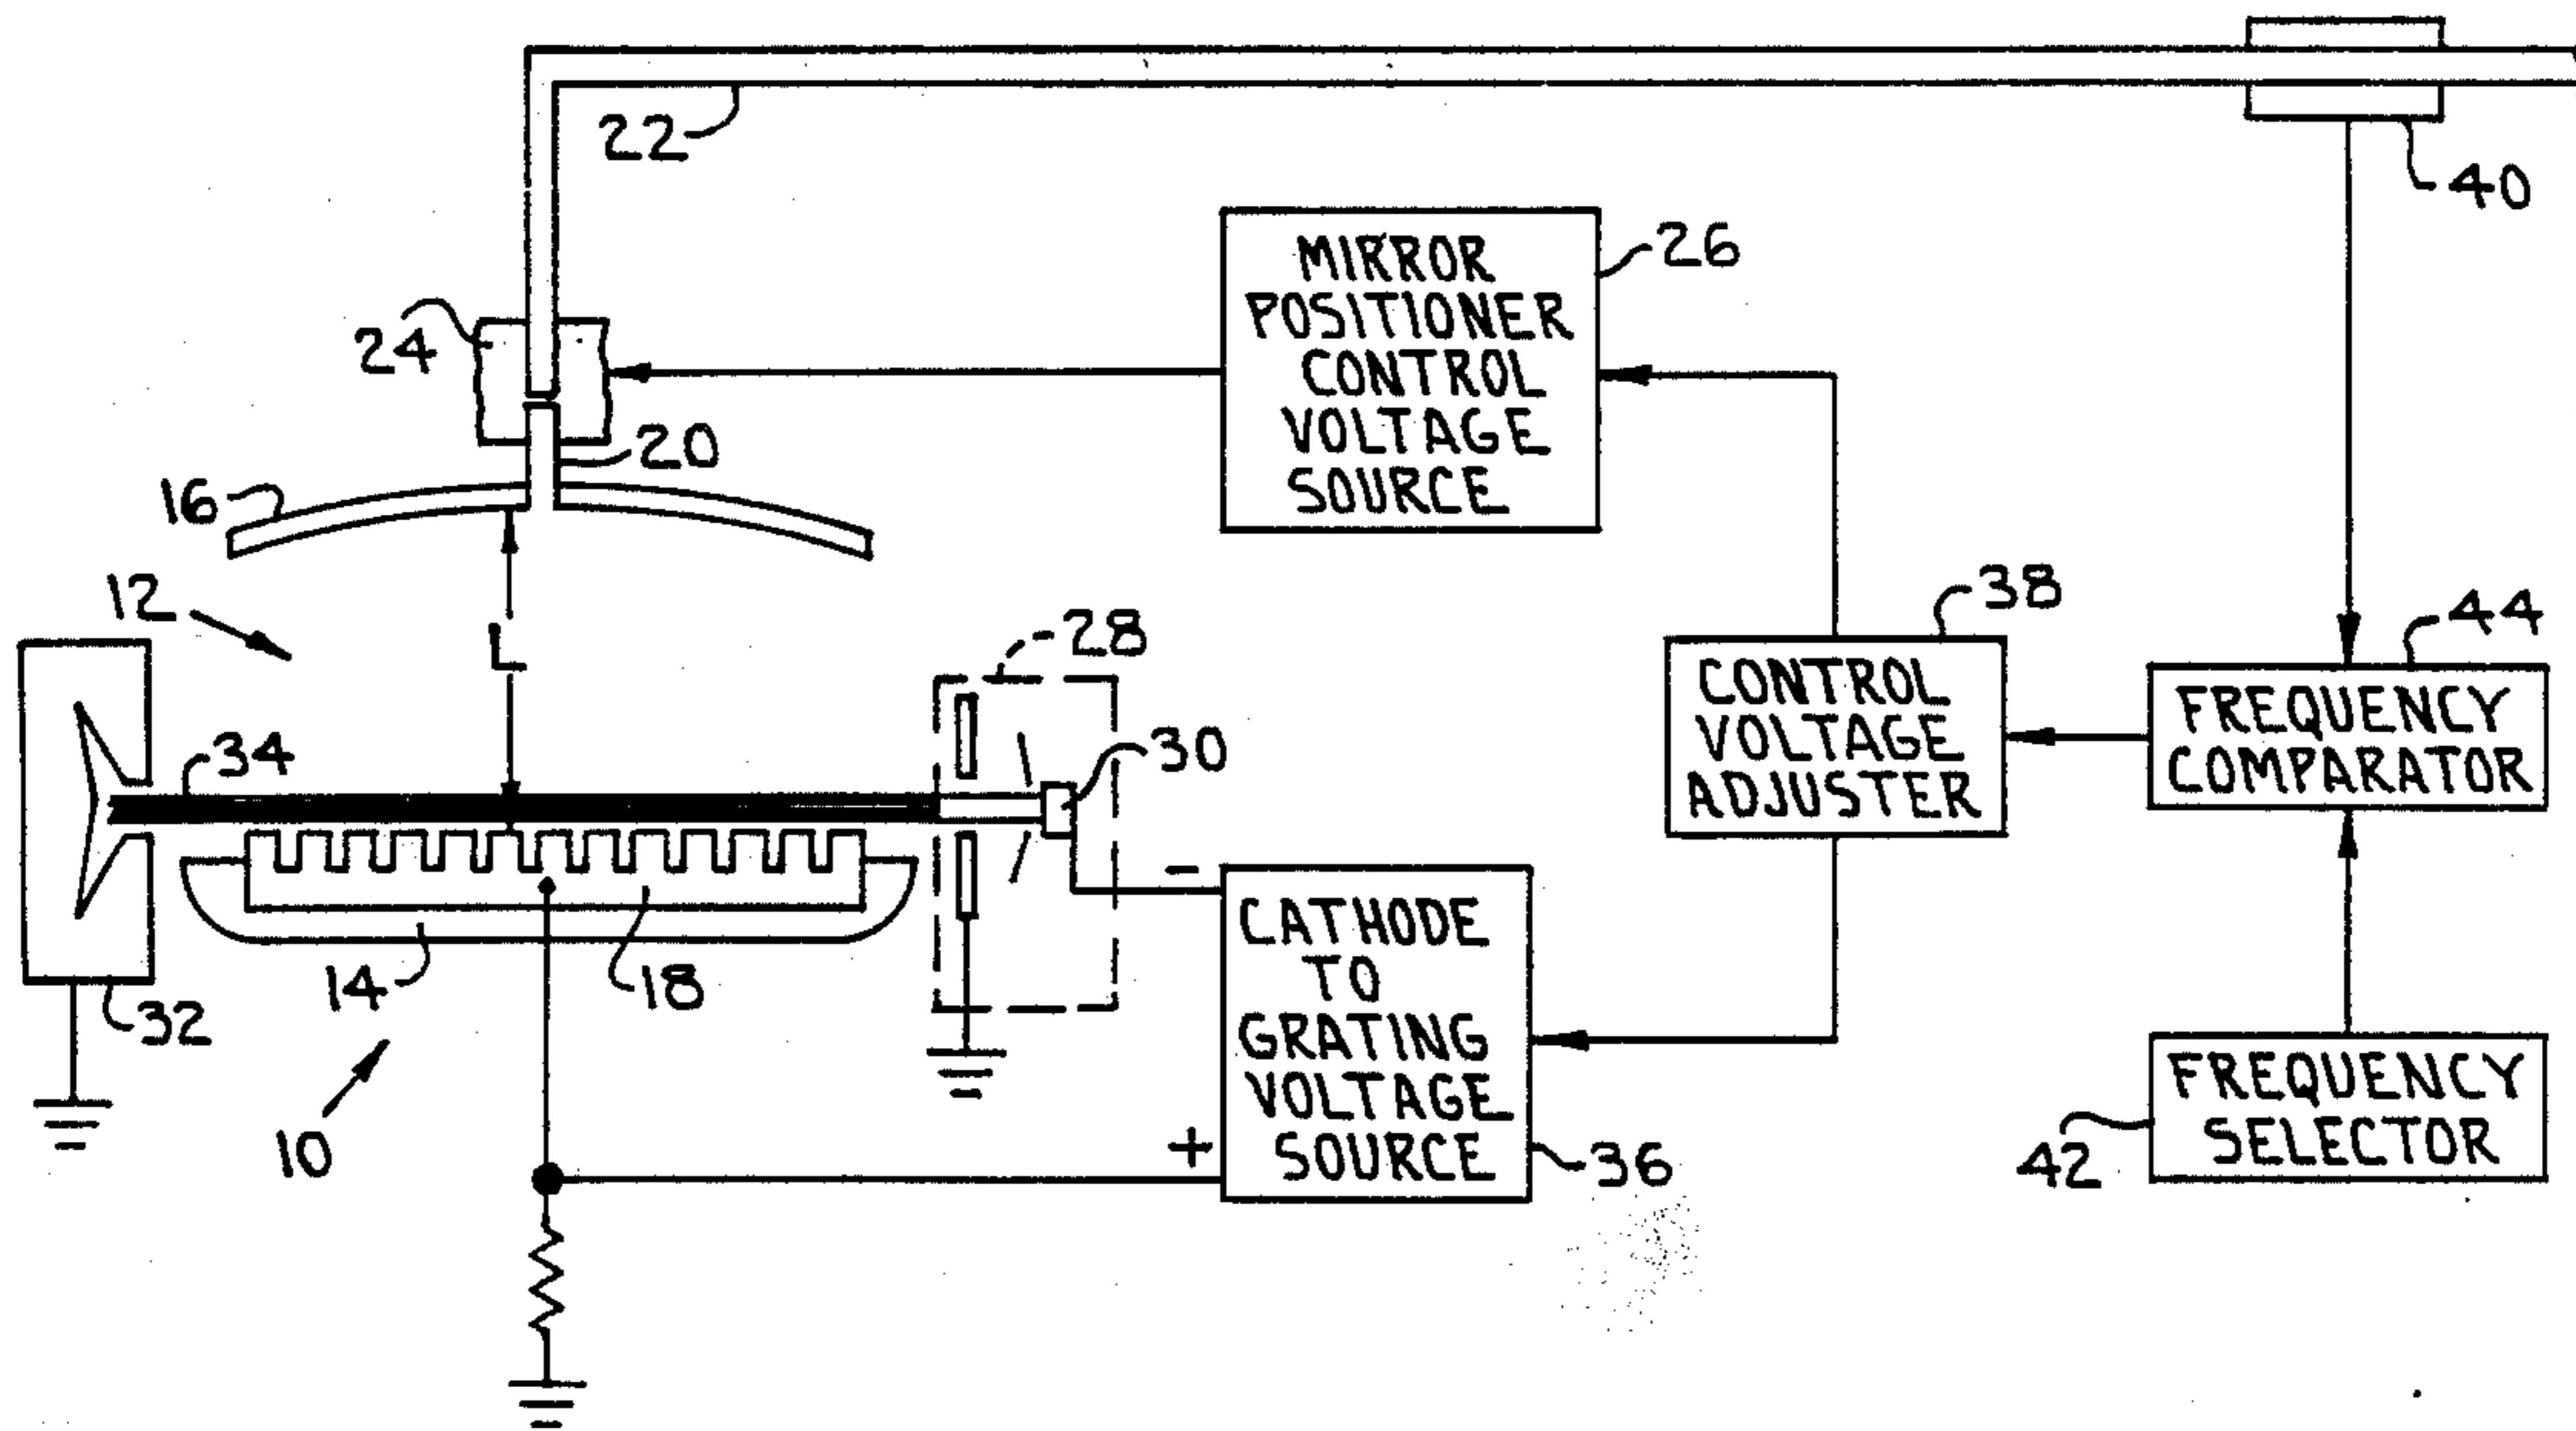 22
40
MIRROR
POSITIONER
CONTROL
VOLTAGE
SOURCE
26
24
20
16
12
L
28
38
44
CONTROL
VOLTAGE
ADJUSTER
FREQUENCY
COMPARATOR
34
30
-
CATHODE
TO
GRATING
VOLTAGE
SOURCE
+
36
14
18
32
10
FREQUENCY
SELECTOR
42